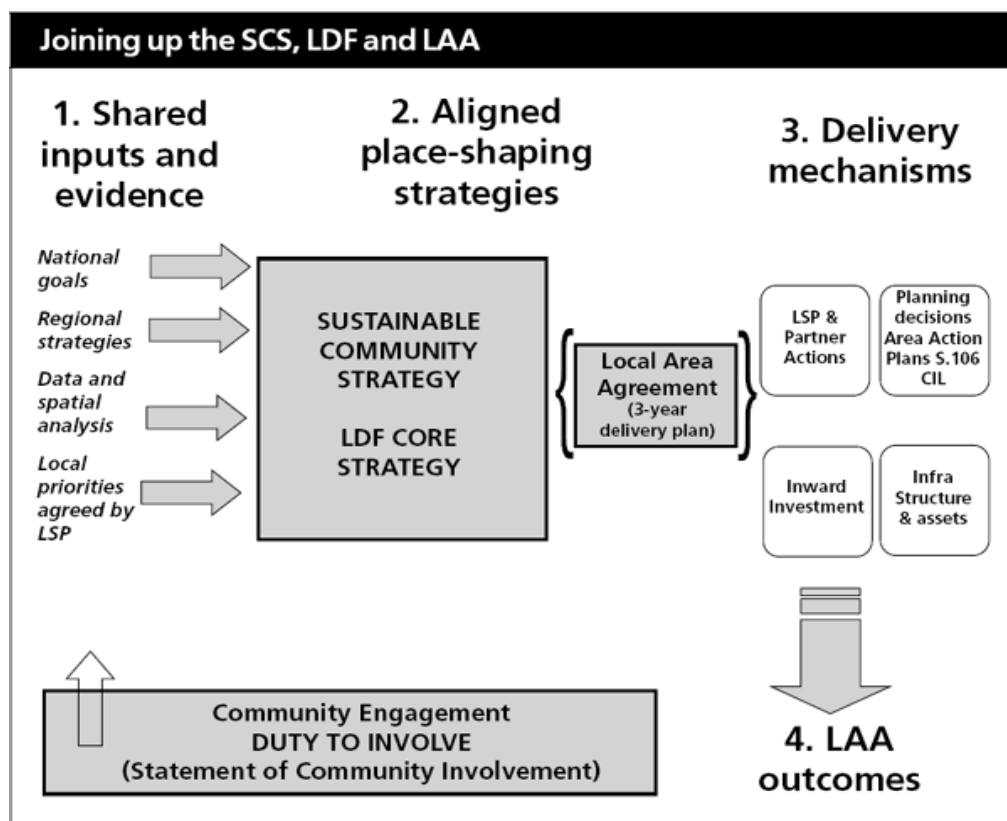 Joining up the SCS, LDF and LAA
1. Shared
inputs and
evidence
2. Aligned
place-shaping
strategies
3. Delivery
mechanisms
National
goals
Regional
strategies
Data and
spatial
analysis
Local
priorities
agreed by
LSP
SUSTAINABLE
COMMUNITY
STRATEGY
LDF CORE
STRATEGY
Local Area
Agreement
(3-year
delivery plan)
LSP &
Partner
Actions
Planning
decisions
Area Action
Plans S.106
CIL
Inward
Investment
Infra
Structure
& assets
Community Engagement
DUTY TO INVOLVE
(Statement of Community Involvement)
4. LAA
outcomes